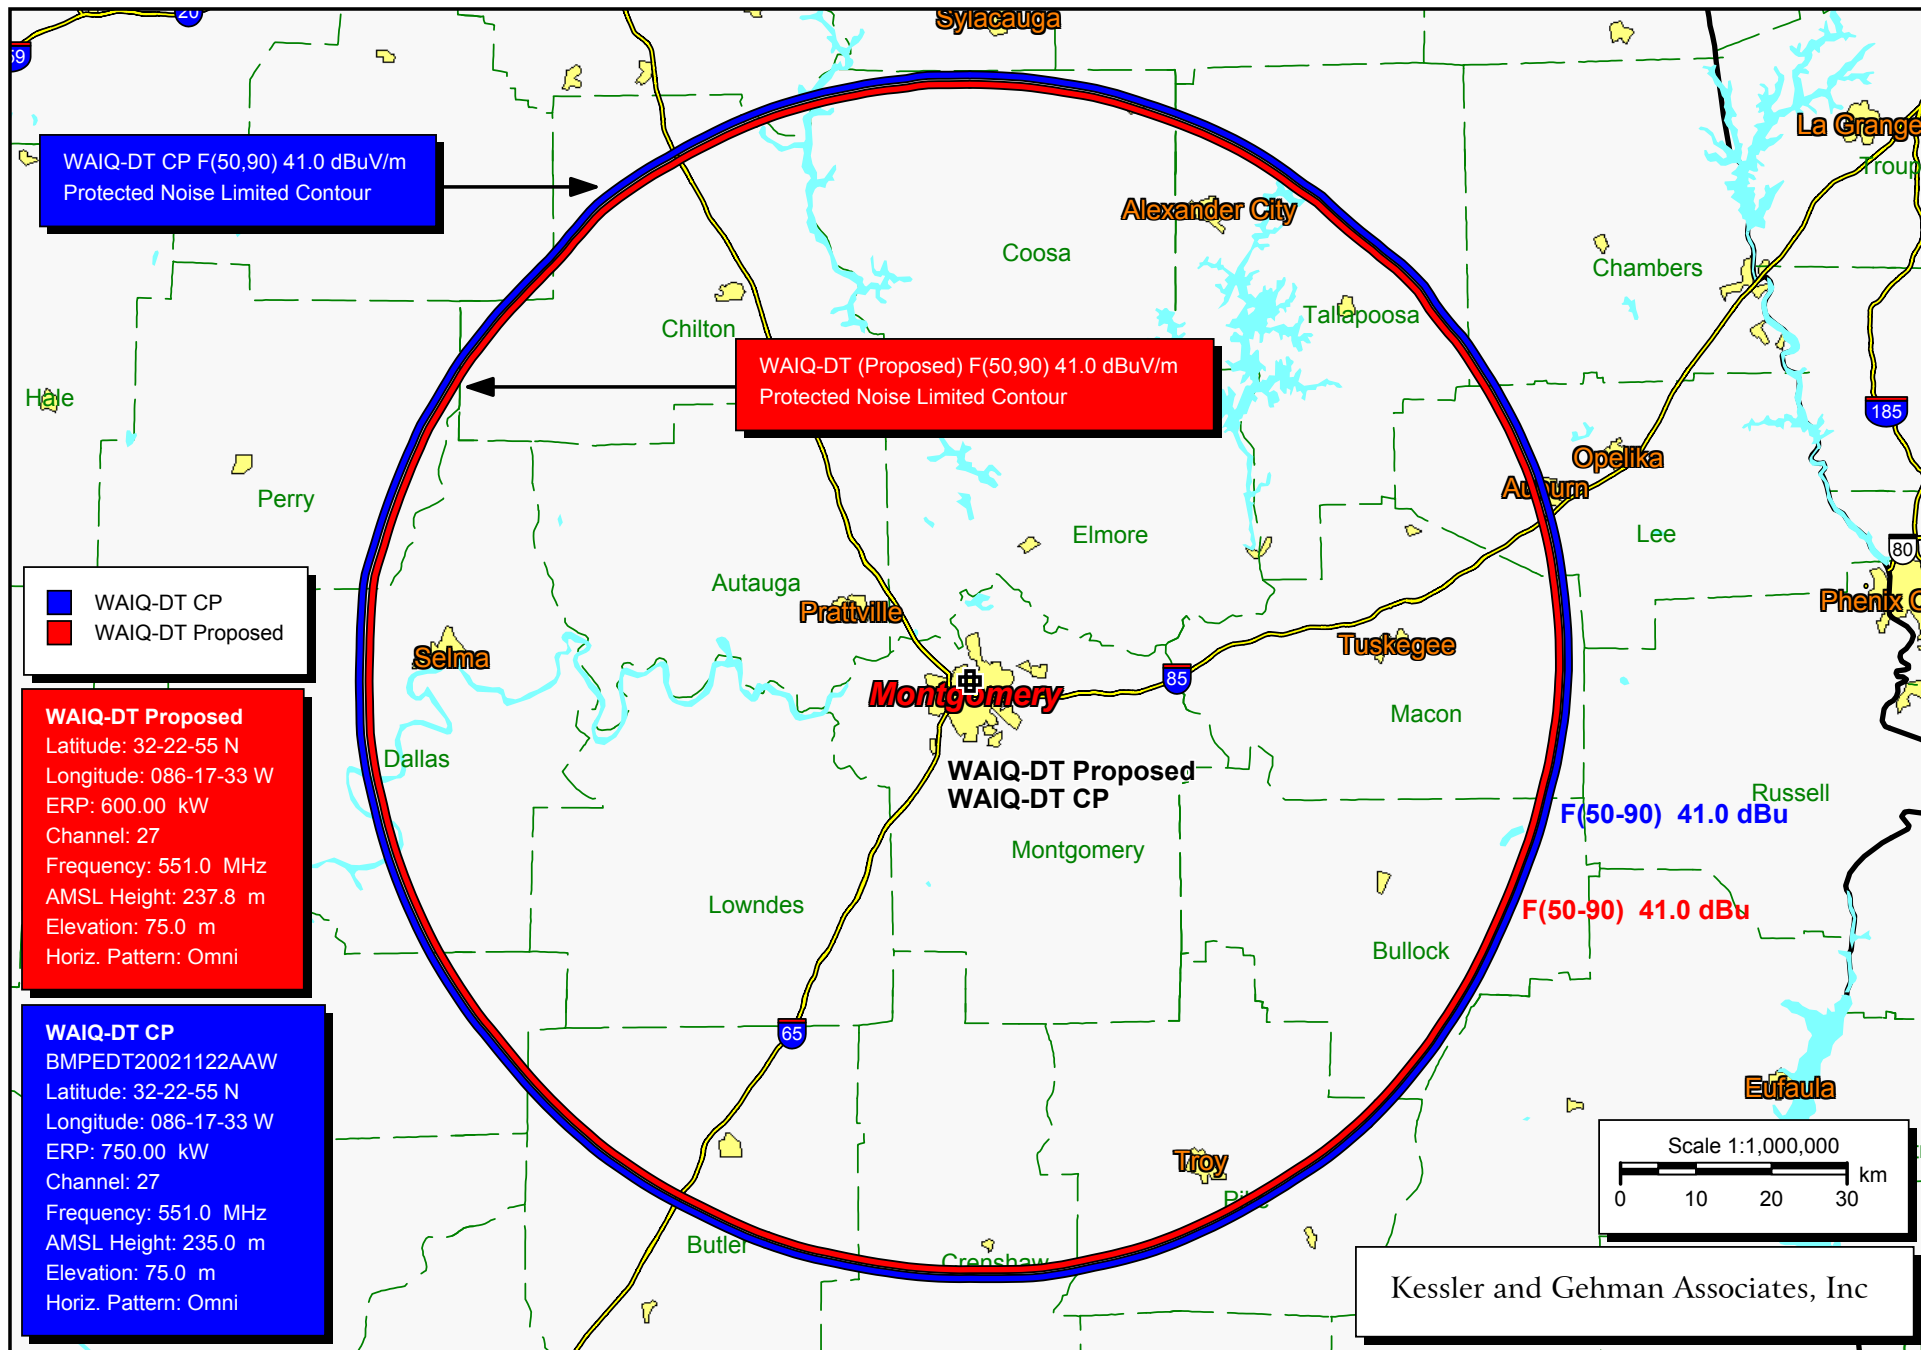 Sylacauga
20
59
La Grange
Troup
WAIQ-DT CP F(50,90) 41.0 dBuV/m
Protected Noise Limited Contour
Alexander City
Coosa
Chambers
Tallapoosa
Chilton
WAIQ-DT (Proposed) F(50,90) 41.0 dBuV/m
Protected Noise Limited Contour
Hale
185
Opelika
Auburn
Perry
Elmore
Lee
80
Autauga
Prattville
Phenix C
WAIQ-DT CP
WAIQ-DT Proposed
Selma
Tuskegee
85
Montgomery
Macon
Dallas
WAIQ-DT Proposed
WAIQ-DT CP
Russell
F(50-90) 41.0 dBu
Montgomery
Lowndes
F(50-90) 41.0 dBu
Bullock
WAIQ-DT Proposed
Latitude: 32-22-55 N
Longitude: 086-17-33 W
ERP: 600.00 kW
Channel: 27
Frequency: 551.0 MHz
AMSL Height: 237.8 m
Elevation: 75.0 m
Horiz. Pattern: Omni
WAIQ-DT CP
BMPEDT20021122AAW
Latitude: 32-22-55 N
Longitude: 086-17-33 W
ERP: 750.00 kW
Channel: 27
Frequency: 551.0 MHz
AMSL Height: 235.0 m
Elevation: 75.0 m
Horiz. Pattern: Omni
65
Eufaula
Troy
Pike
Butler
Crenshaw
Scale 1:1,000,000
km
0 10 20 30
Kessler and Gehman Associates, Inc